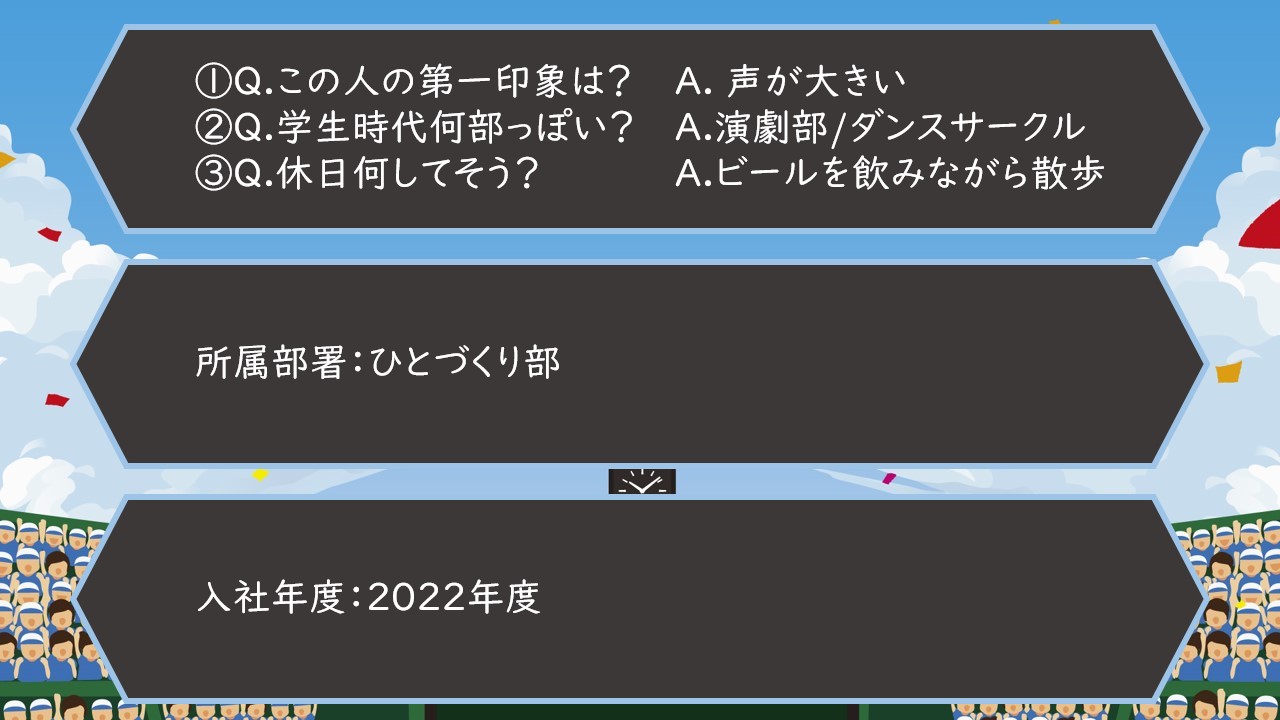 ①Q.この人の第一印象は？ A. 声が大きい
②Q.学生時代何部っぽい？ A.演劇部/ダンスサークル
③Q.休日何してそう？ A.ビールを飲みながら散歩
所属部署：ひとづくり部
入社年度：2022年度